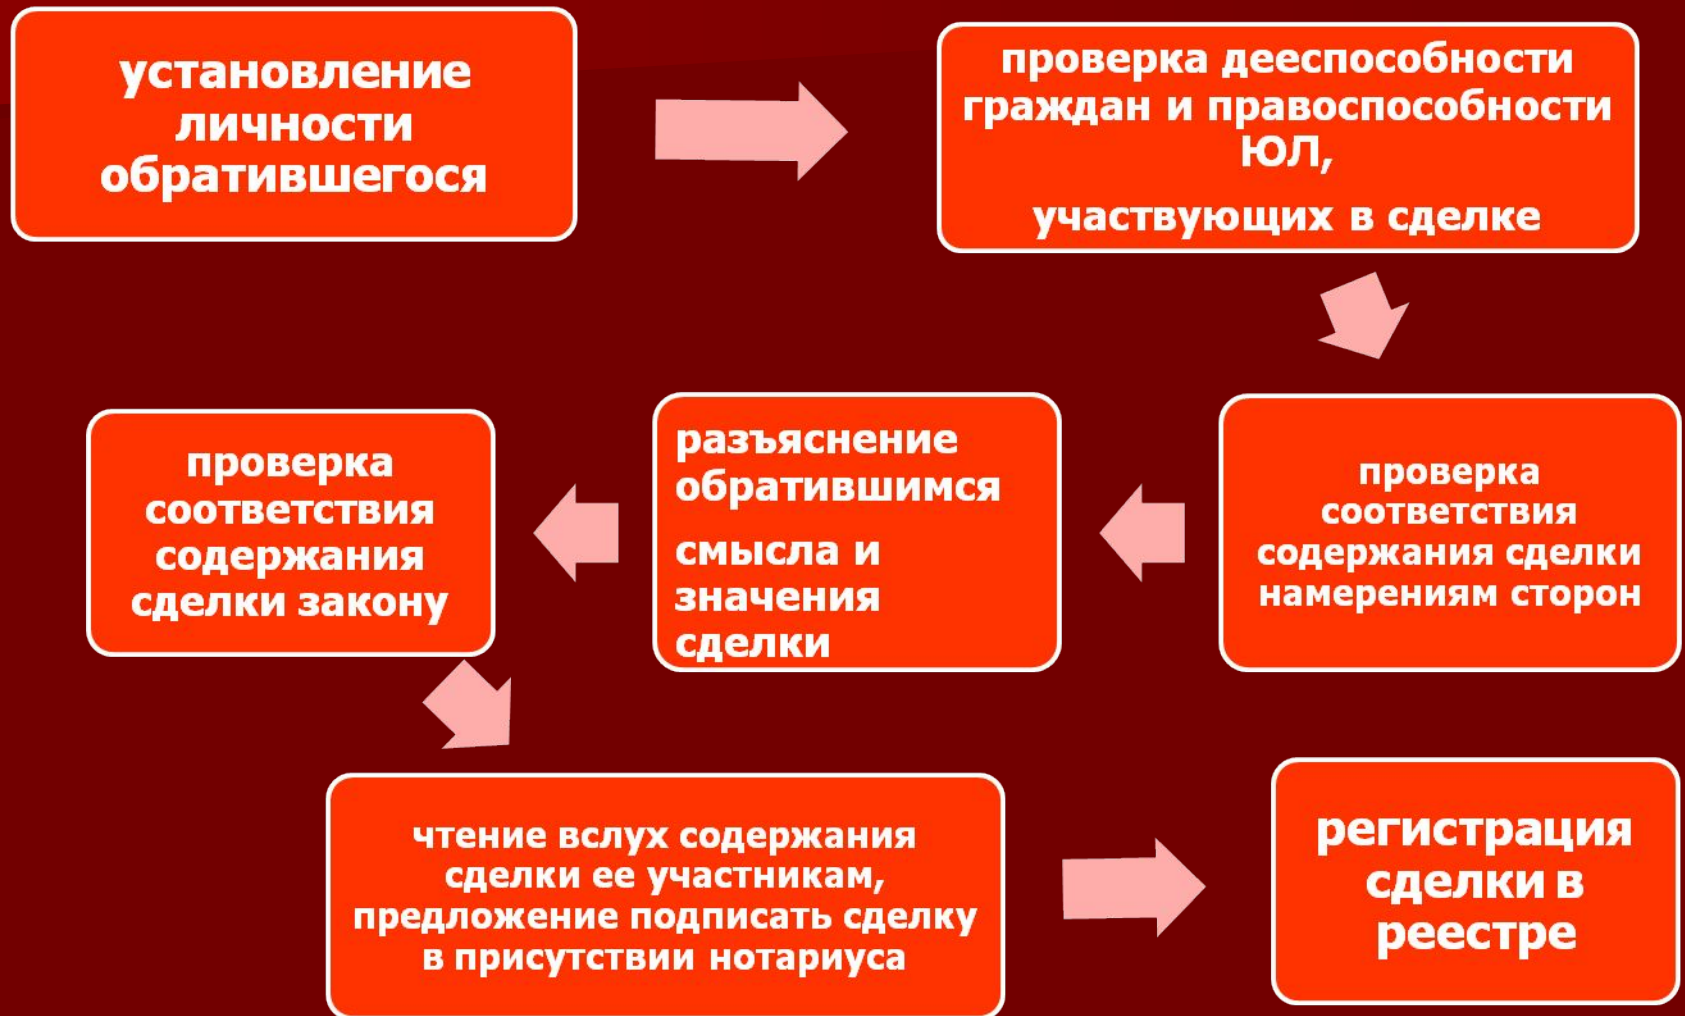 установление
личности
обратившегося
проверка дееспособности
граждан и правоспособности
ЮЛ,
участвующих в сделке
проверка
соответствия
содержания сделки
намерениям сторон
разъяснение
обратившимся
смысла и
значения
сделки
проверка
соответствия
содержания
сделки закону
чтение вслух содержания
сделки ее участникам,
предложение подписать сделку
в присутствии нотариуса
регистрация
сделки в
реестре